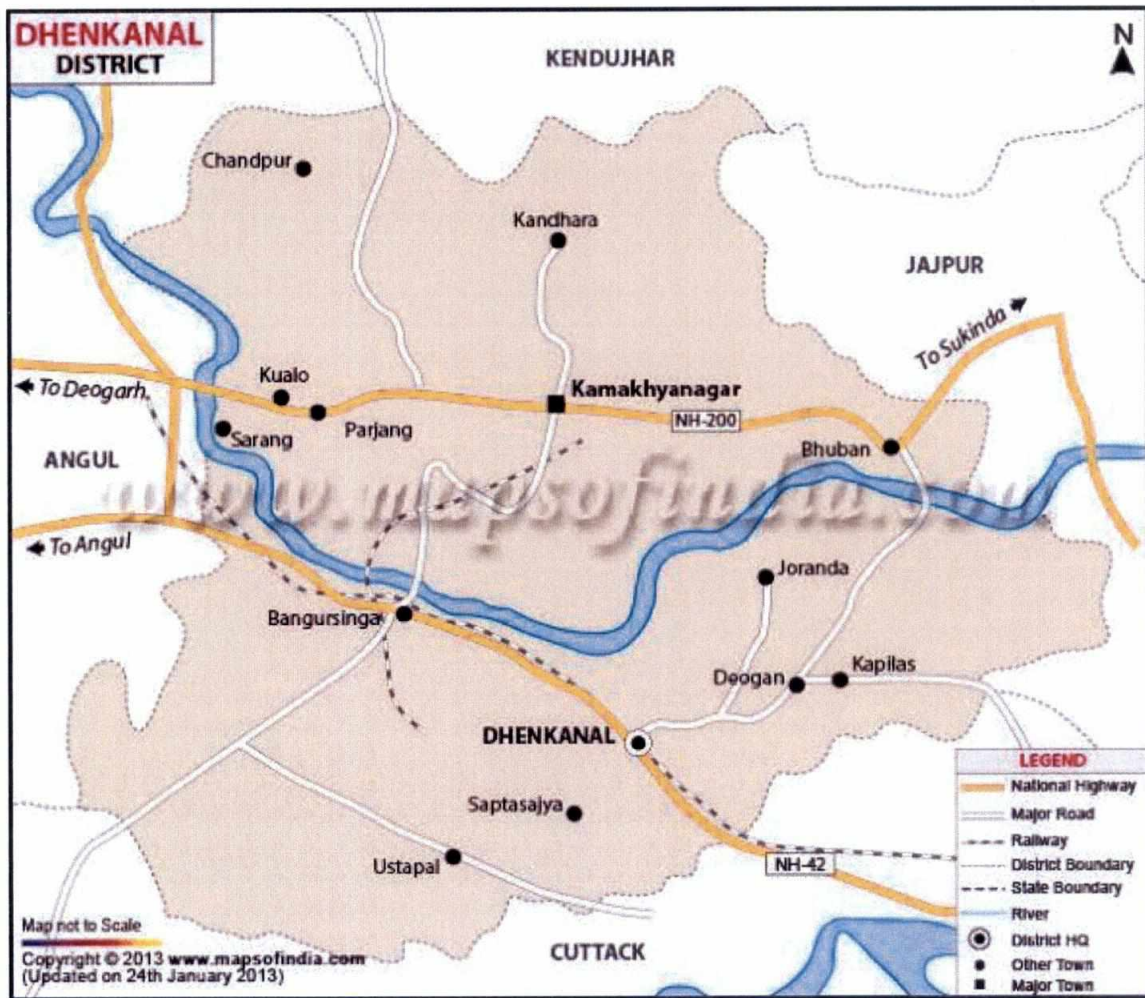 DHENKANAL
DISTRICT
N
KENDUJHAR
Chandpur
Kandhara
JAJPUR
To Sukinda
To Deogarh
Kualo
Kamakhyanagar
Parjang
NH-200
Sarang
Bhuban
ANGUL
www.mapsofindia.com
To Angul
Joranda
Bangursinga
Deogan
Kapilas
DHENKANAL
LEGEND
National Highway
Major Road
Railway
District Boundary
State Boundary
River
District HQ
Other Town
Major Town
Saptasajya
Ustapal
NH-42
CUTTACK
Map not to Scale
Copyright © 2013 www.mapsofindia.com
(Updated on 24th January 2013)